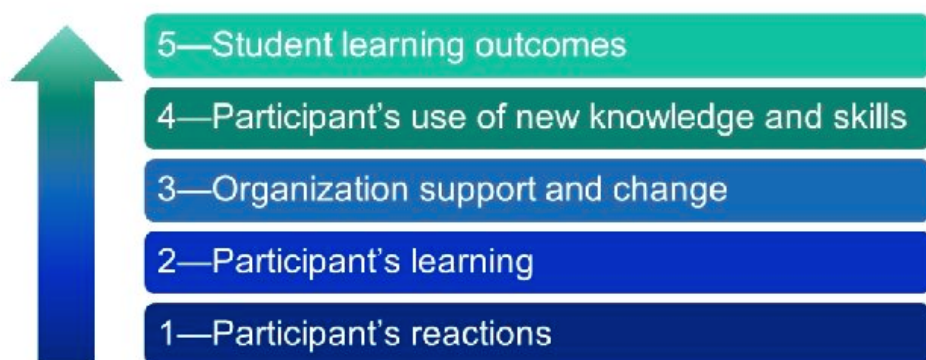 5—Student learning outcomes
4—Participant’s use of new knowledge and skills
3—Organization support and change
2—Participant’s learning
1—Participant’s reactions